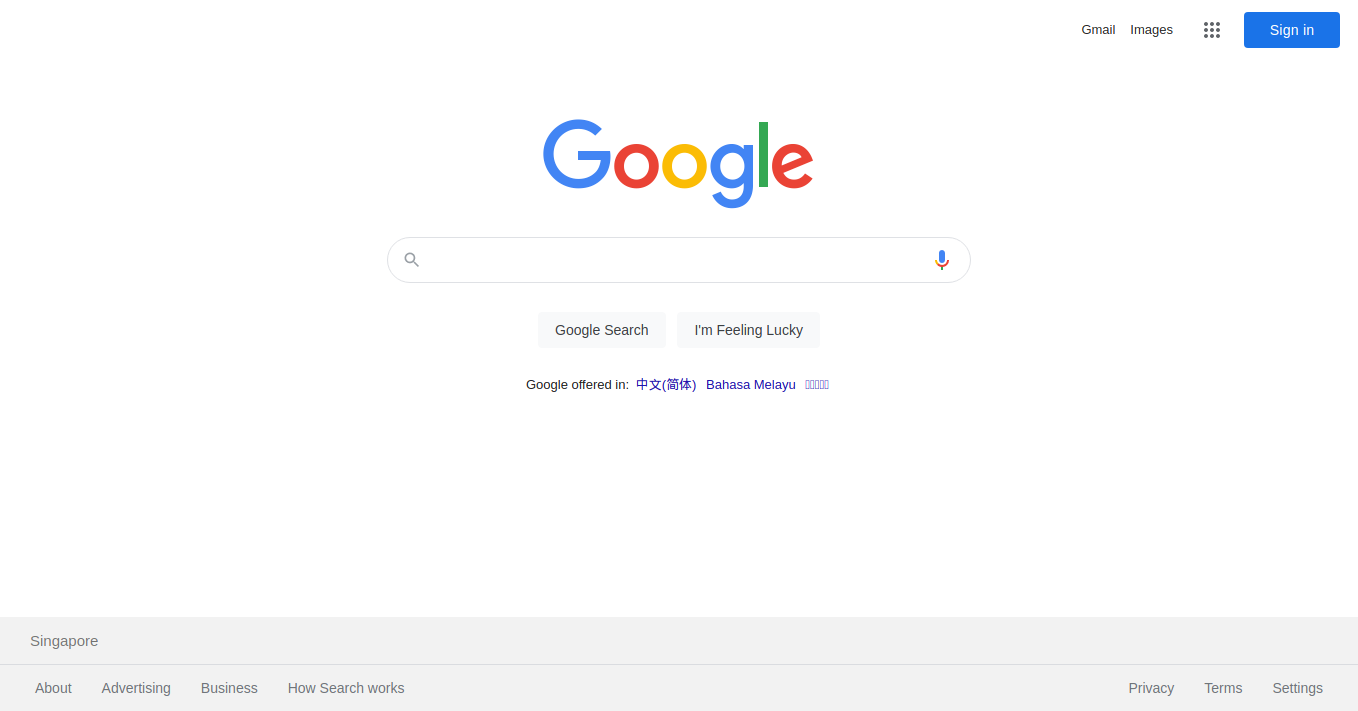 Gmail Images Sign in
Google
Google Search I'm Feeling Lucky
Google offered in: 中文(简体) Bahasa Melayu
Singapore
About Advertising Business How Search works Privacy Terms Settings